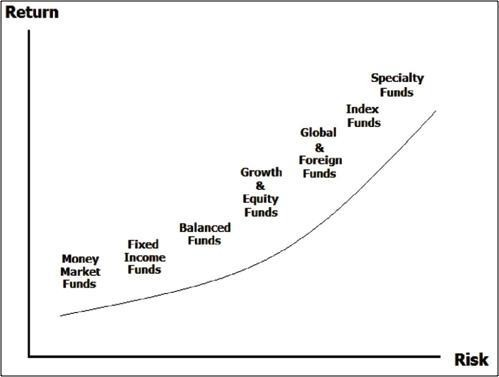 Return
Specialty
Funds
Index
Funds
Global
&
Foreign
Funds
Growth
&
Equity
Funds
Balanced
Funds
Fixed
Income
Funds
Money
Market
Funds
Risk